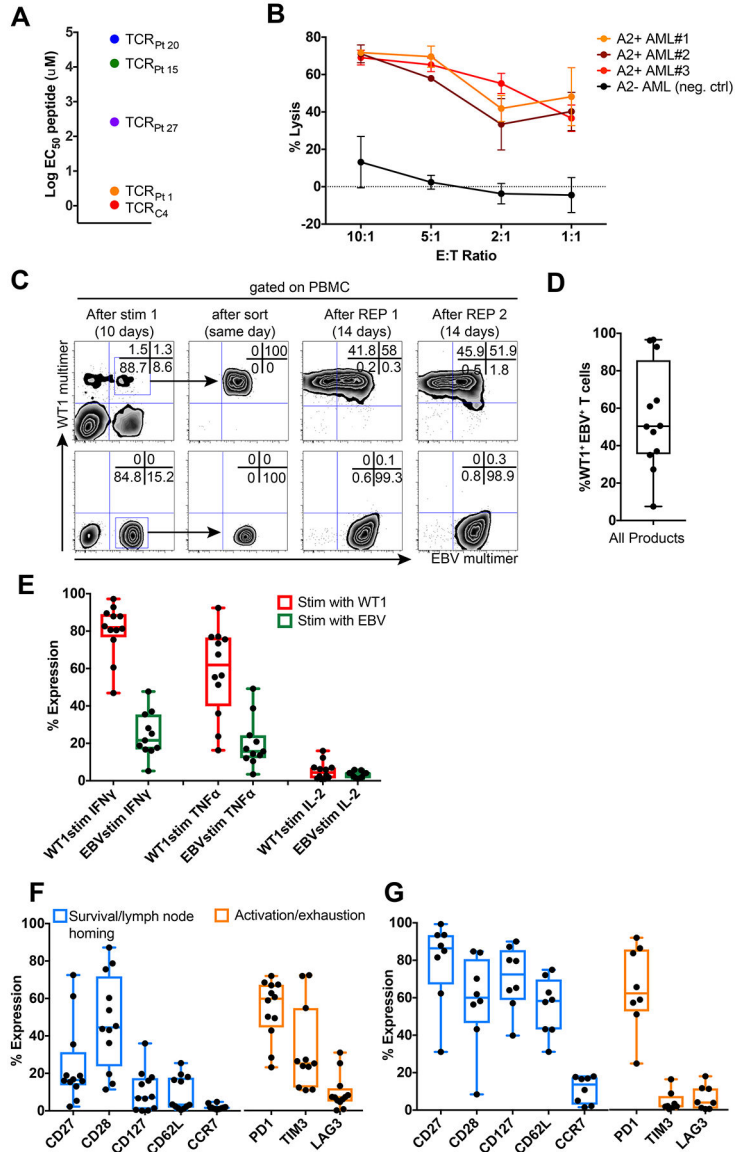 A
Log EC50 peptide (uM)
5
4
3
2
1
0
TCRPt 20
TCRPt 15
TCRPt 27
TCRPt 1
TCRC4
B
% Lysis
80
60
40
20
0
-20
10:1 5:1 2:1 1:1
E:T Ratio
A2+ AML#1
A2+ AML#2
A2+ AML#3
A2- AML (neg. ctrl)
C
gated on PBMC
After stim 1 after sort After REP 1 After REP 2
(10 days) (same day) (14 days) (14 days)
WT1 multimer
1.5 1.3 0 100 41.8 58 45.9 51.9
88.7 8.6 0 0 0.2 0.3 0.5 1.8
0 0 0 0 0 0.1 0 0.3
84.8 15.2 0 100 0.6 99.3 0.8 98.9
EBV multimer
D
%WT1+ EBV+ T cells
100
80
60
40
20
0
All Products
E
% Expression
100
80
60
40
20
0
Stim with WT1
Stim with EBV
WT1stim IFNγ
EBVstim IFNγ
WT1stim TNFα
EBVstim TNFα
WT1stim IL-2
EBVstim IL-2
F
Survival/lymph node
homing
Activation/exhaustion
% Expression
100
80
60
40
20
0
CD27
CD28
CD127
CD62L
CCR7
PD1
TIM3
LAG3
G
% Expression
100
80
60
40
20
0
CD27
CD28
CD127
CD62L
CCR7
PD1
TIM3
LAG3